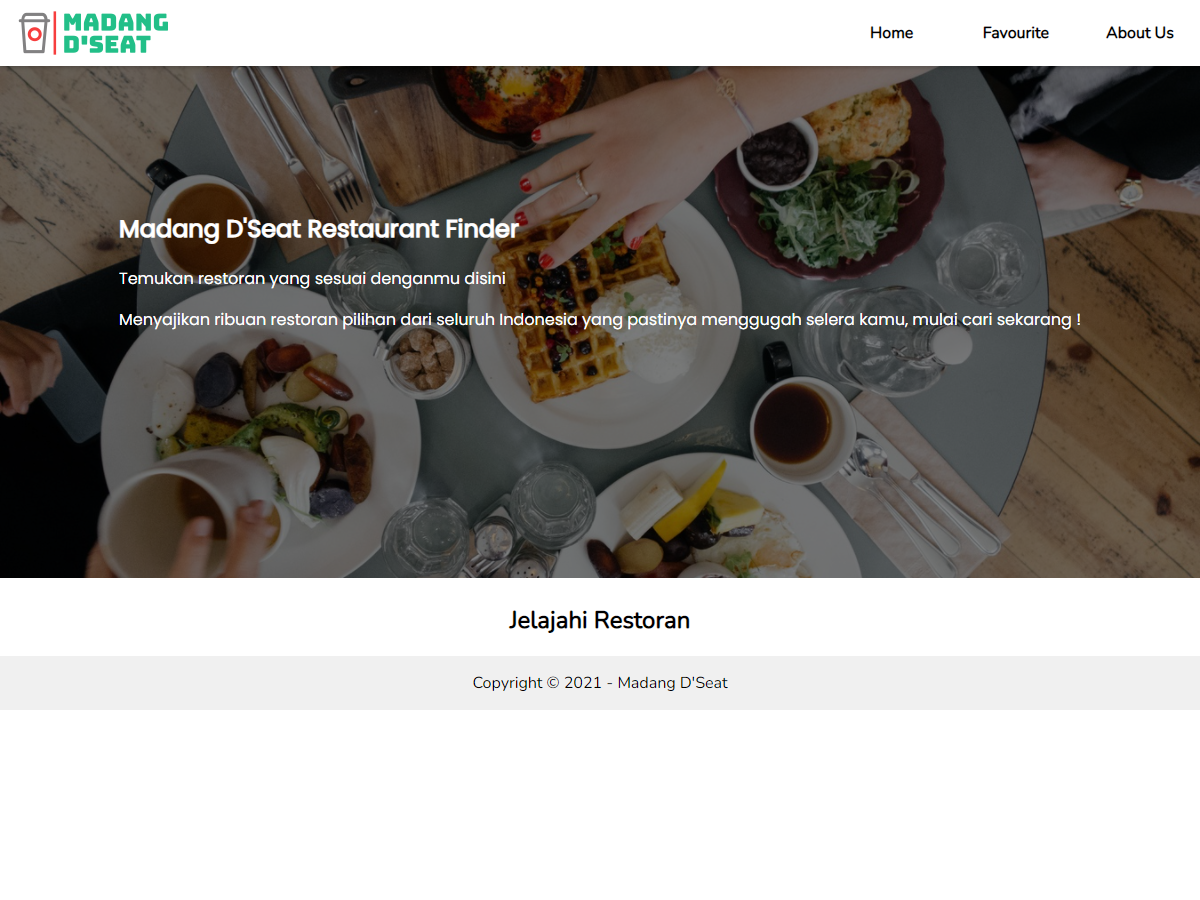 MADANG
D'SEAT
Home
Favourite
About Us
Madang D'Seat Restaurant Finder
Temukan restoran yang sesuai denganmu disini
Menyajikan ribuan restoran pilihan dari seluruh Indonesia yang pastinya menggugah selera kamu, mulai cari sekarang !
Jelajahi Restoran
Copyright © 2021 - Madang D'Seat